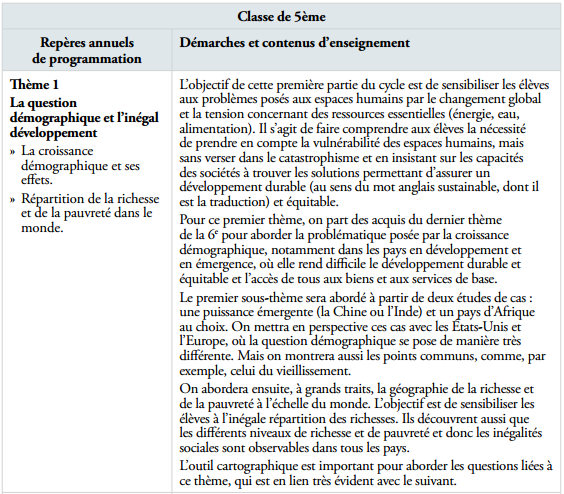 Classe de 5ème
Repères annuels
de programmation
Démarches et contenus d’enseignement
Thème 1
La question
démographique et l’inégal
développement
» La croissance
démographique et ses
effets.
» Répartition de la richesse
et de la pauvreté dans le
monde.
L’objectif de cette première partie du cycle est de sensibiliser les élèves
aux problèmes posés aux espaces humains par le changement global
et la tension concernant des ressources essentielles (énergie, eau,
alimentation). Il s’agit de faire comprendre aux élèves la nécessité
de prendre en compte la vulnérabilité des espaces humains, mais
sans verser dans le catastrophisme et en insistant sur les capacités
des sociétés à trouver les solutions permettant d’assurer un
développement durable (au sens du mot anglais sustainable, dont il
est la traduction) et équitable.
Pour ce premier thème, on part des acquis du dernier thème
de la 6e pour aborder la problématique posée par la croissance
démographique, notamment dans les pays en développement et
en émergence, où elle rend difficile le développement durable et
équitable et l’accès de tous aux biens et aux services de base.
Le premier sous-thème sera abordé à partir de deux études de cas :
une puissance émergente (la Chine ou l’Inde) et un pays d’Afrique
au choix. On mettra en perspective ces cas avec les États-Unis et
l’Europe, où la question démographique se pose de manière très
différente. Mais on montrera aussi les points communs, comme, par
exemple, celui du vieillissement.
On abordera ensuite, à grands traits, la géographie de la richesse et
de la pauvreté à l’échelle du monde. L’objectif est de sensibiliser les
élèves à l’inégale répartition des richesses. Ils découvrent aussi que
les différents niveaux de richesse et de pauvreté et donc les inégalités
sociales sont observables dans tous les pays.
L’outil cartographique est important pour aborder les questions liées à
ce thème, qui est en lien très évident avec le suivant.